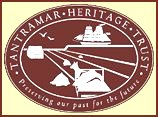 TANTRAMAR • HERITAGE • TRUST
Preserving our past for the future